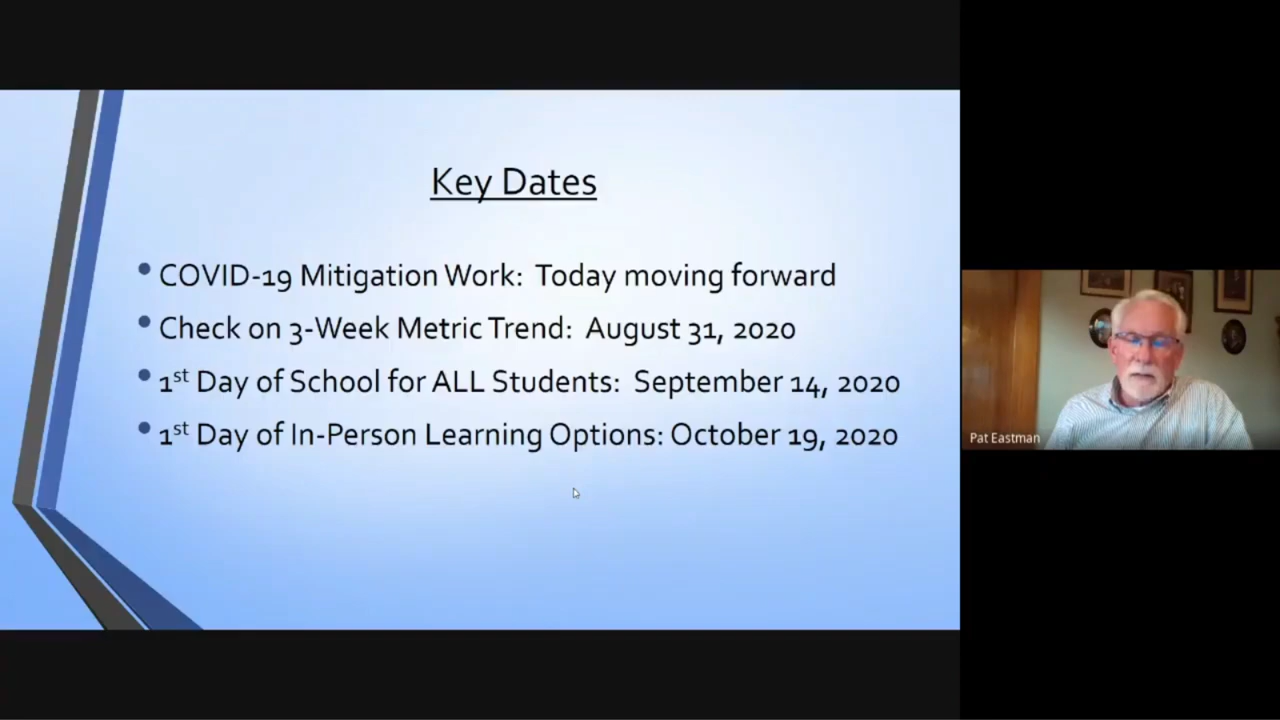 Key Dates
COVID-19 Mitigation Work: Today moving forward
Check on 3-Week Metric Trend: August 31, 2020
1st Day of School for ALL Students: September 14, 2020
1st Day of In-Person Learning Options: October 19, 2020
Pat Eastman